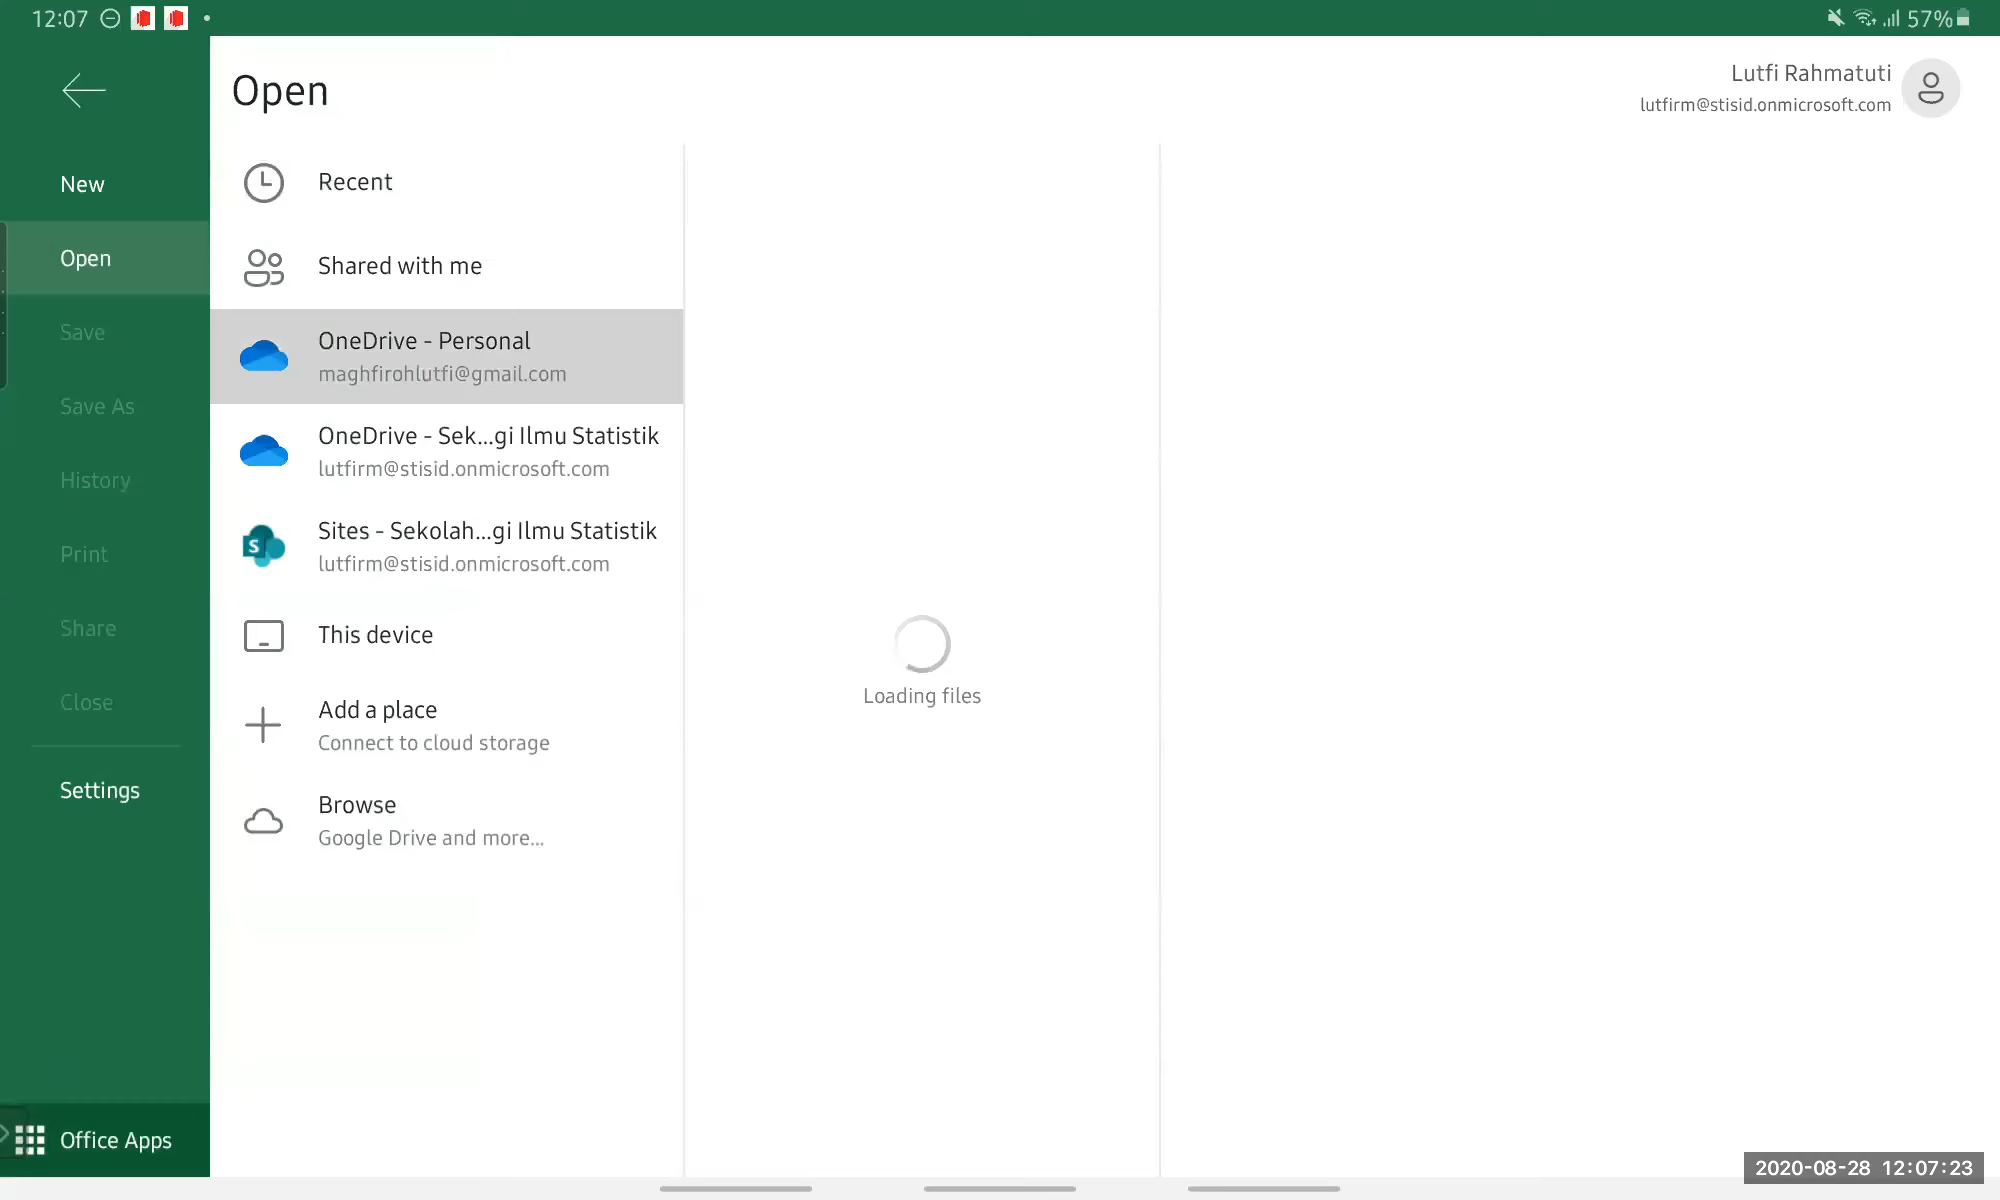 12:07
57%
Open
Lutfi Rahmatuti
lutfirm@stisid.onmicrosoft.com
New
Open
Save
Save As
History
Print
Share
Close
Settings
Office Apps
Recent
Shared with me
OneDrive - Personal
maghfirohlutfi@gmail.com
OneDrive - Sek...gi Ilmu Statistik
lutfirm@stisid.onmicrosoft.com
Sites - Sekolah...gi Ilmu Statistik
lutfirm@stisid.onmicrosoft.com
This device
Add a place
Connect to cloud storage
Browse
Google Drive and more...
Loading files
2020-08-28 12:07:23